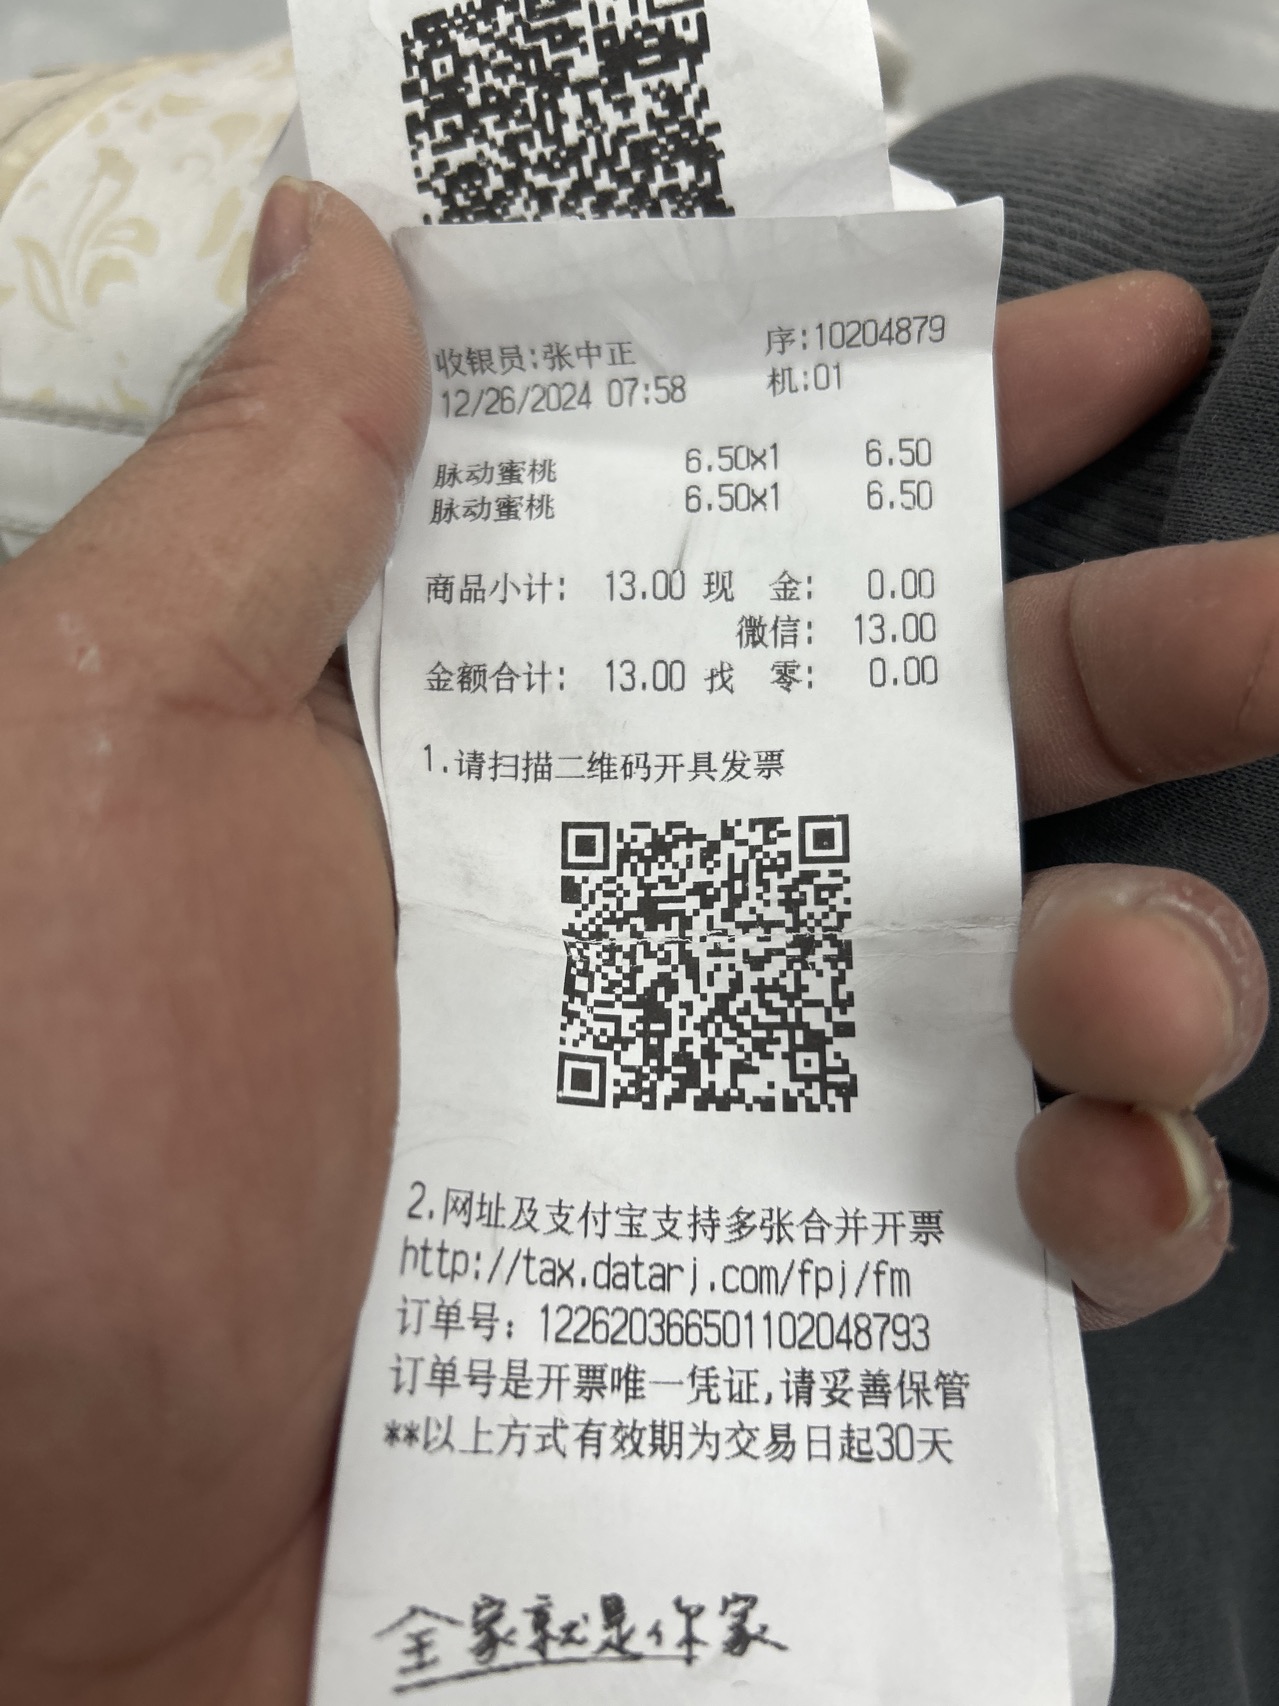 收银员:张中正 序:10204879
12/26/2024 07:58 机:01
脉动蜜桃 6.50x1 6.50
脉动蜜桃 6.50x1 6.50
商品小计: 13.00 现 金: 0.00
微信: 13.00
金额合计: 13.00 找 零: 0.00
1.请扫描二维码开具发票
2.网址及支付宝支持多张合并开票
http://tax.datarj.com/fpj/fm
订单号: 122620366501102048793
订单号是开票唯一凭证,请妥善保管
**以上方式有效期为交易日起30天
全家就是你家